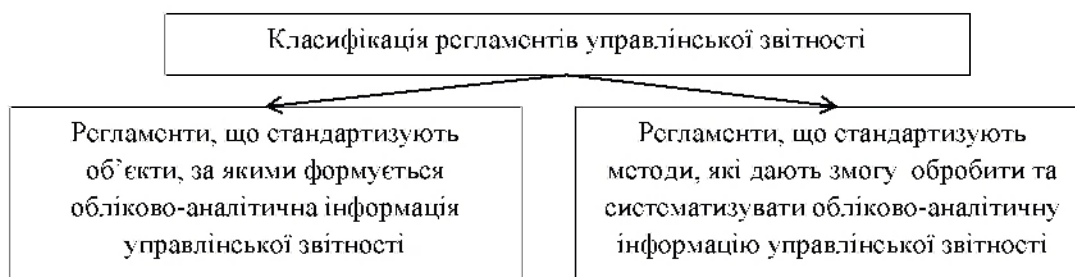 Класифікація регламентів управлінської звітності
Регламенти, що стандартизують
об’єкти, за якими формується
обліково-аналітична інформація
управлінської звітності
Регламенти, що стандартизують
методи, які дають змогу обробити та
систематизувати обліково-аналітичну
інформацію управлінської звітності